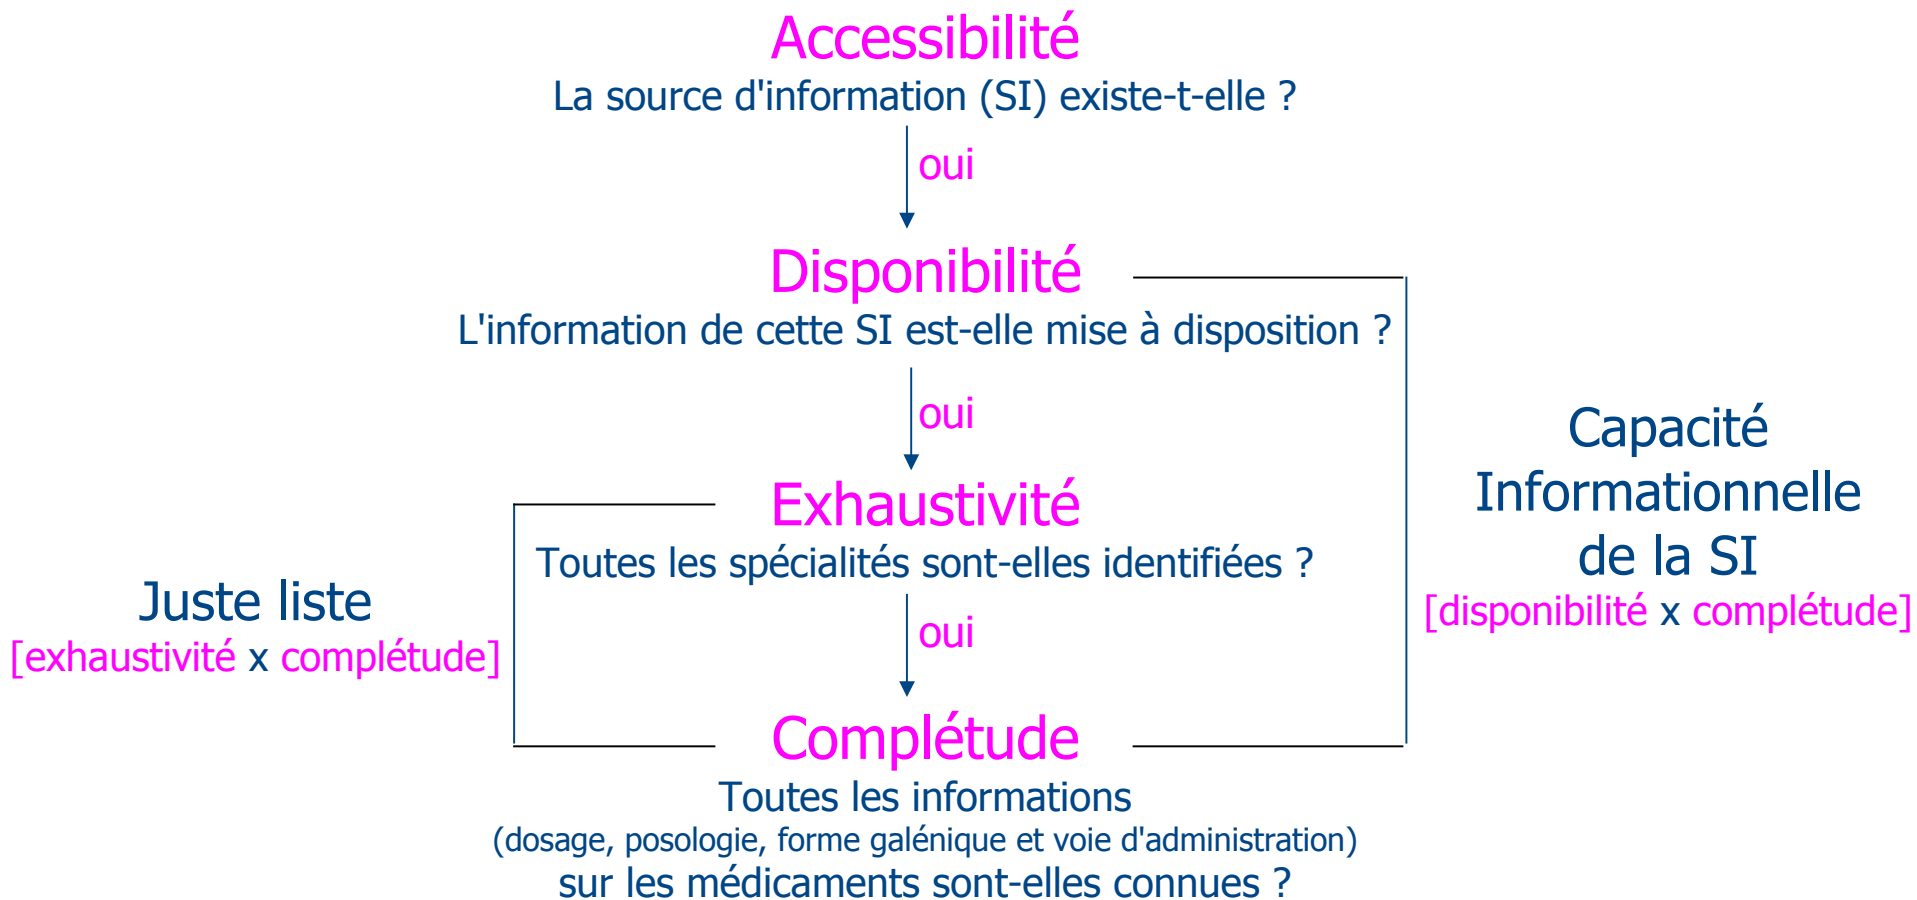 Accessibilité
La source d'information (SI) existe-t-elle ?
oui
Disponibilité
L'information de cette SI est-elle mise à disposition ?
oui
Exhaustivité
Toutes les spécialités sont-elles identifiées ?
oui
Complétude
Toutes les informations
(dosage, posologie, forme galénique et voie d'administration)
sur les médicaments sont-elles connues ?
Juste liste
[exhaustivité x complétude]
Capacité
Informationnelle
de la SI
[disponibilité x complétude]